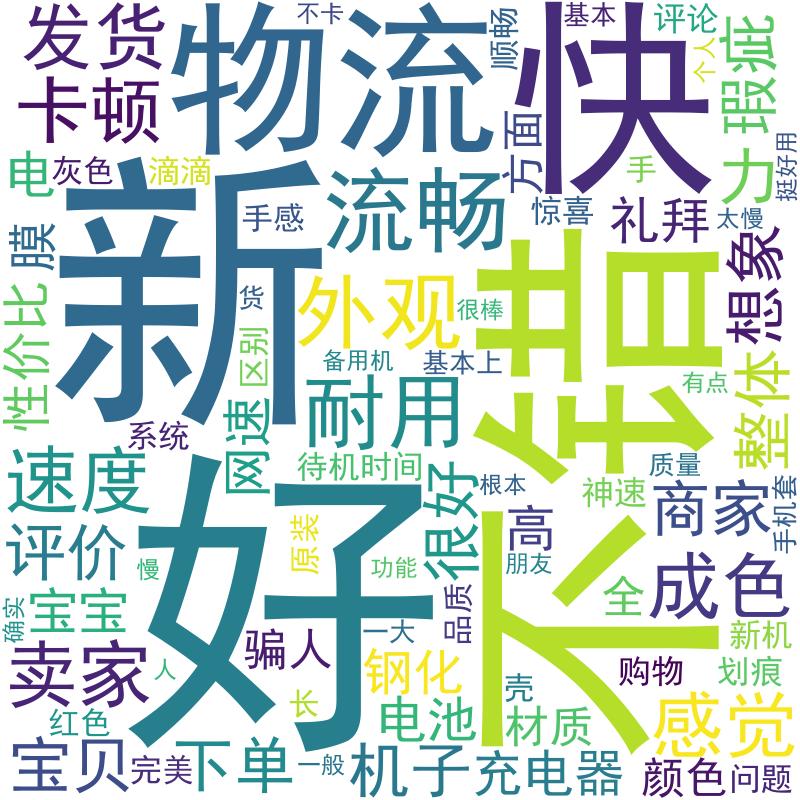 发货
物流
不卡
顺畅
快
基本
评论
个人
瑕疵
卡顿
方面
挺好用
电
灰色
滴滴
新
流畅
手
力
手感
惊喜
礼拜
太慢
膜
想象
性价比
货
外观
很棒
区别
备用机
基本上
不错
有点
耐用
整体
系统
网速
速度
好
待机时间
很好
根本
神速
质量
商家
手机套
评价
慢
原装
功能
高
朋友
成色
确实
宝宝
全
品质
一大
骗人
新机
卖家
人
钢化
购物
划痕
长
壳
红色
电池
材质
感觉
宝贝
完美
下单
一般
机子
充电器
颜色
问题